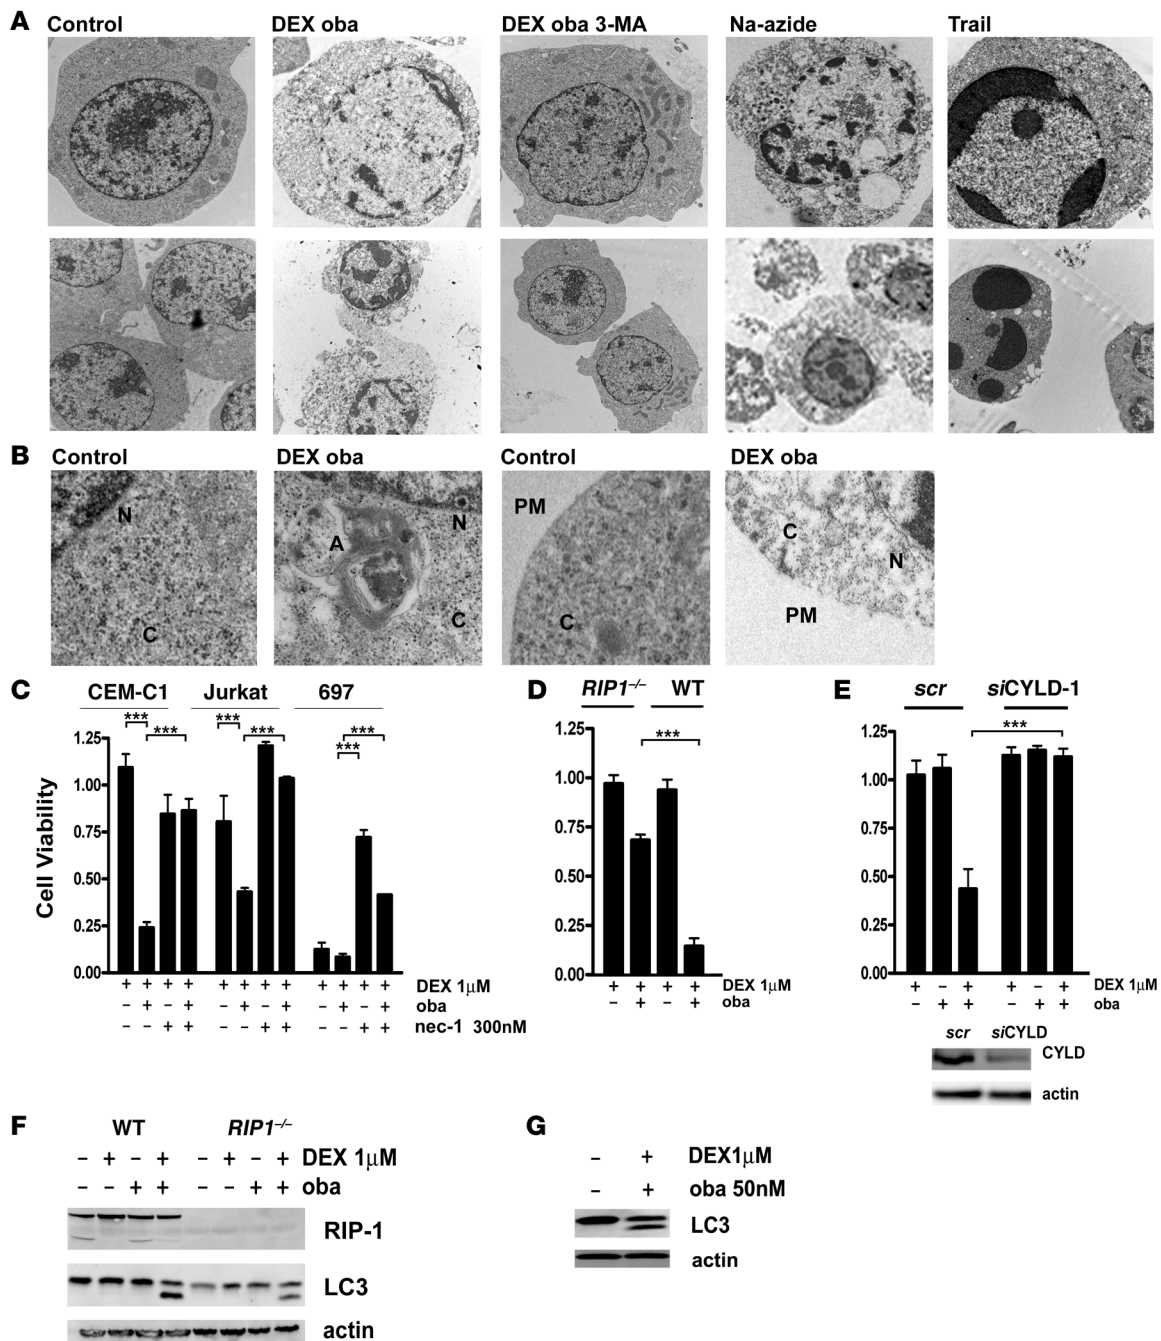 A
Control DEX oba DEX oba 3-MA Na-azide Trail
B
Control DEX oba Control DEX oba
N A N PM C N
C C C PM
C
CEM-C1 Jurkat 697
*** *** *** *** *** ***
Cell Viability
1.25
1.00
0.75
0.50
0.25
0.00
+ + + + + + + + + + + + DEX 1μM
– + – + – + – + – + – + oba
– – + + – – + + – – + + nec-1 300nM
D
RIP1–/– WT
***
1.25
1.00
0.75
0.50
0.25
0.00
+ + + + DEX 1μM
– + – + oba
E
scr siCYLD-1
***
1.25
1.00
0.75
0.50
0.25
0.00
+ – + + – + DEX 1μM
– + + – + + oba
scr siCYLD
CYLD
actin
F
WT RIP1–/–
– + – + – + – + DEX 1μM
– – + + – – + + oba
RIP-1
LC3
actin
G
– + DEX1μM
– + oba 50nM
LC3
actin